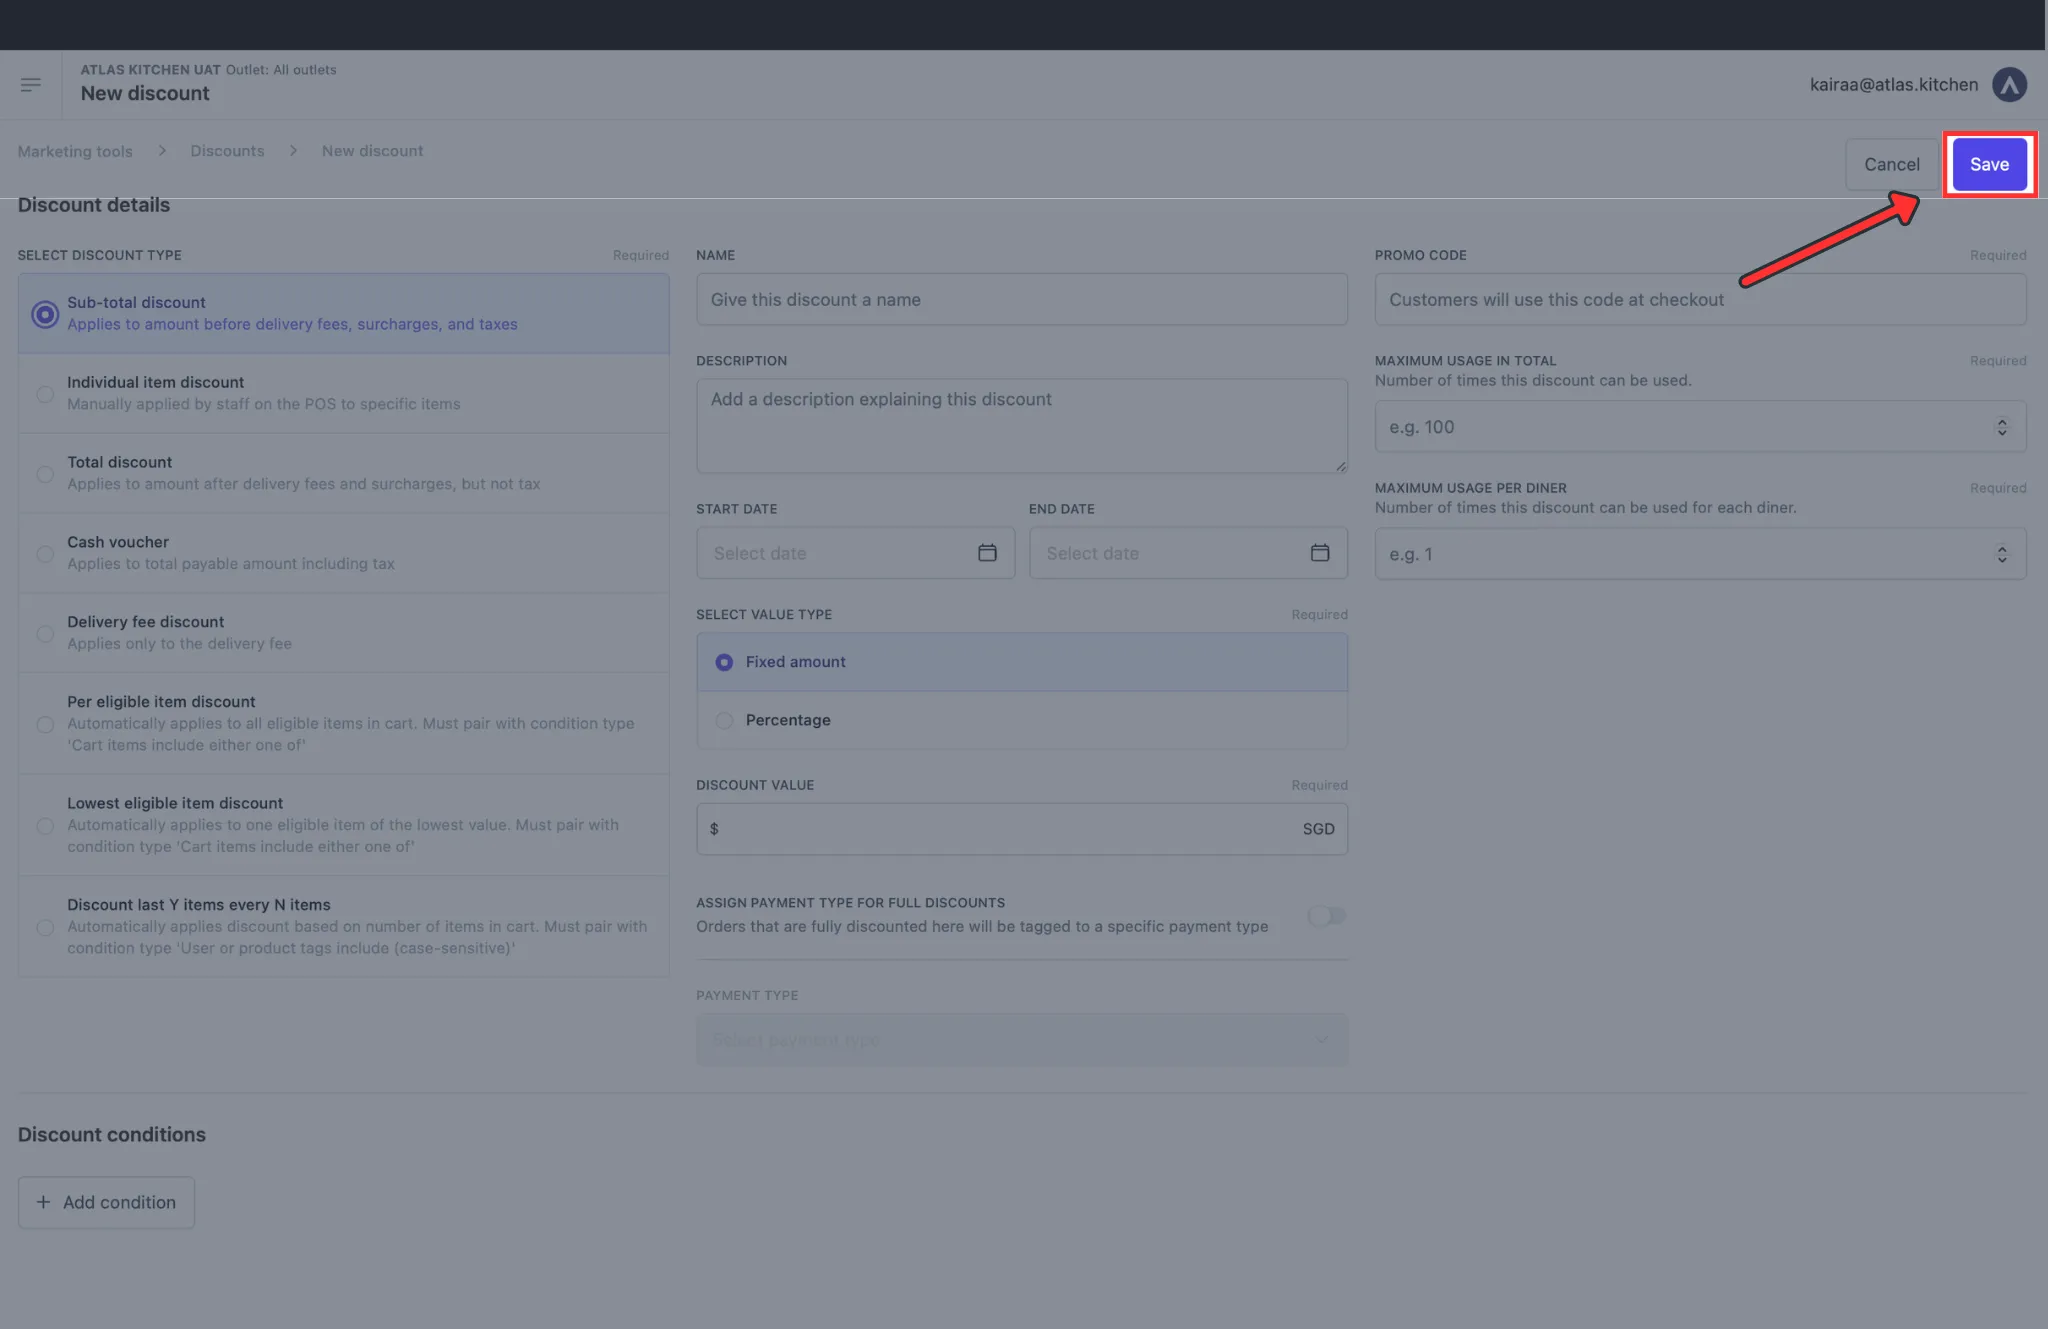 ATLAS KITCHEN UAT Outlet: All outlets
New discount
kairaa@atlas.kitchen
Marketing tools > Discounts > New discount
Cancel
Save
Discount details
SELECT DISCOUNT TYPE
Required
Sub-total discount
Applies to amount before delivery fees, surcharges, and taxes
Individual item discount
Manually applied by staff on the POS to specific items
Total discount
Applies to amount after delivery fees and surcharges, but not tax
Cash voucher
Applies to total payable amount including tax
Delivery fee discount
Applies only to the delivery fee
Per eligible item discount
Automatically applies to all eligible items in cart. Must pair with condition type
'Cart items include either one of'
Lowest eligible item discount
Automatically applies to one eligible item of the lowest value. Must pair with
condition type 'Cart items include either one of'
Discount last Y items every N items
Automatically applies discount based on number of items in cart. Must pair with
condition type 'User or product tags include (case-sensitive)'
NAME
Give this discount a name
DESCRIPTION
Add a description explaining this discount
START DATE
Select date
END DATE
Select date
SELECT VALUE TYPE
Required
Fixed amount
Percentage
DISCOUNT VALUE
Required
$
SGD
ASSIGN PAYMENT TYPE FOR FULL DISCOUNTS
Orders that are fully discounted here will be tagged to a specific payment type
PAYMENT TYPE
Select payment type
PROMO CODE
Required
Customers will use this code at checkout
MAXIMUM USAGE IN TOTAL
Required
Number of times this discount can be used.
e.g. 100
MAXIMUM USAGE PER DINER
Required
Number of times this discount can be used for each diner.
e.g. 1
Discount conditions
+ Add condition